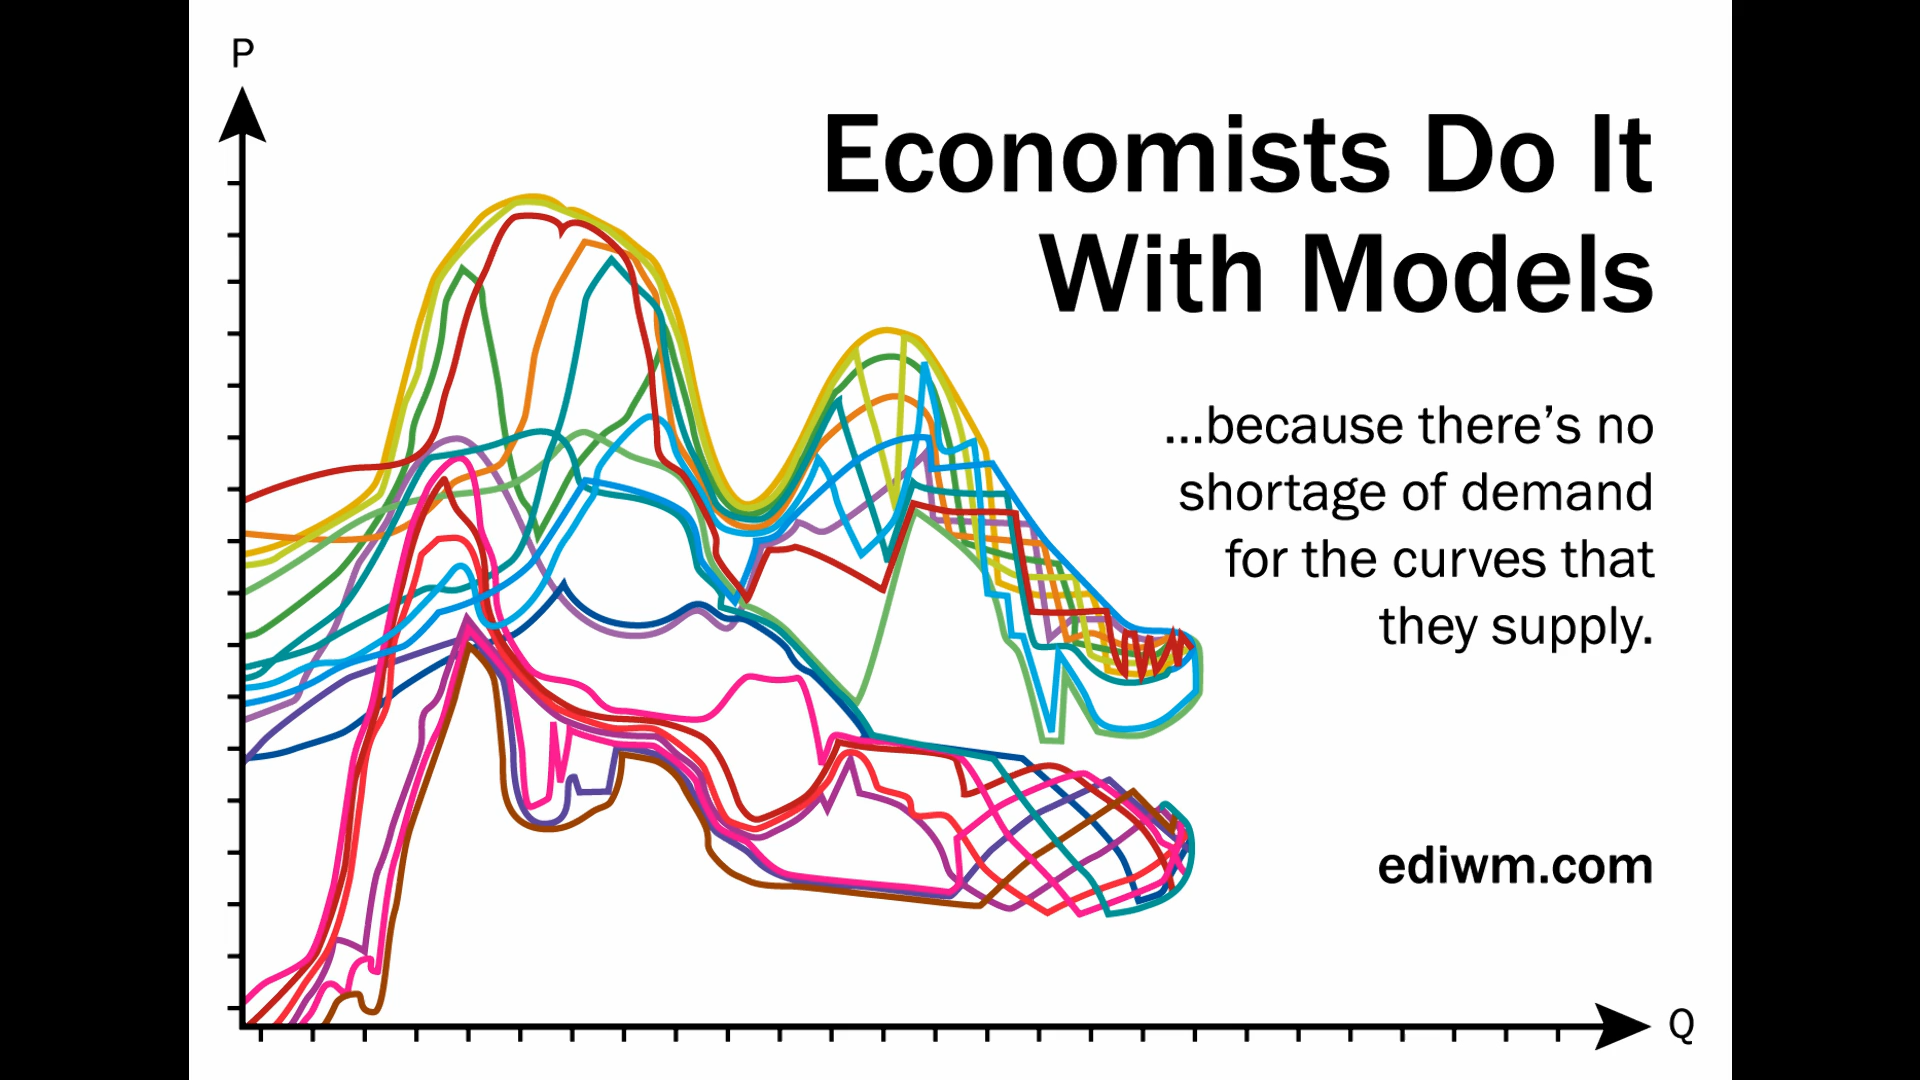 P
Economists Do It
With Models
...because there’s no
shortage of demand
for the curves that
they supply.
ediwm.com
Q